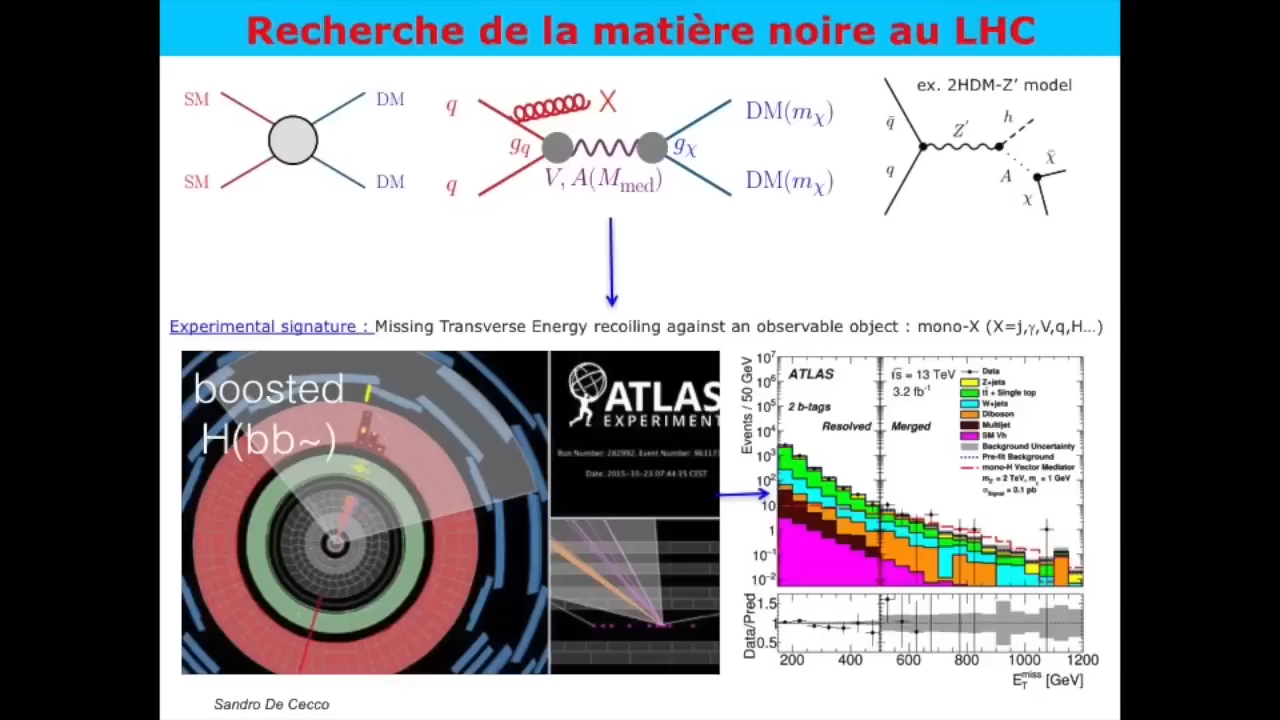 Recherche de la matière noire au LHC
SM
DM
SM
DM
q
X
g_q
V, A(M_med)
q
g_χ
DM(m_χ)
DM(m_χ)
ex. 2HDM-Z' model
q̄
q
Z'
h
A
χ̄
χ
Experimental signature : Missing Transverse Energy recoiling against an observable object : mono-X (X=j,γ,V,q,H...)
boosted
H(bb~)
ATLAS
EXPERIMENT
Run Number: 282992, Event Number: 96117
Date: 2015-10-23 07:44:15 CEST
Events / 50 GeV
10⁷
10⁶
10⁵
10⁴
10³
10²
10
1
10⁻¹
10⁻²
ATLAS
√s = 13 TeV
3.2 fb⁻¹
2 b-tags
Resolved
Merged
Data
Z+jets
tt̄ + Single top
W+jets
Diboson
Multijet
SM Vh
Background Uncertainty
Pre-fit Background
mono-H Vector Mediator
m_Z' = 2 TeV, m_χ = 1 GeV
σ_Signal = 0.1 pb
Data/Pred
1.5
1
0.5
200 400 600 800 1000 1200
E_T^miss [GeV]
Sandro De Cecco